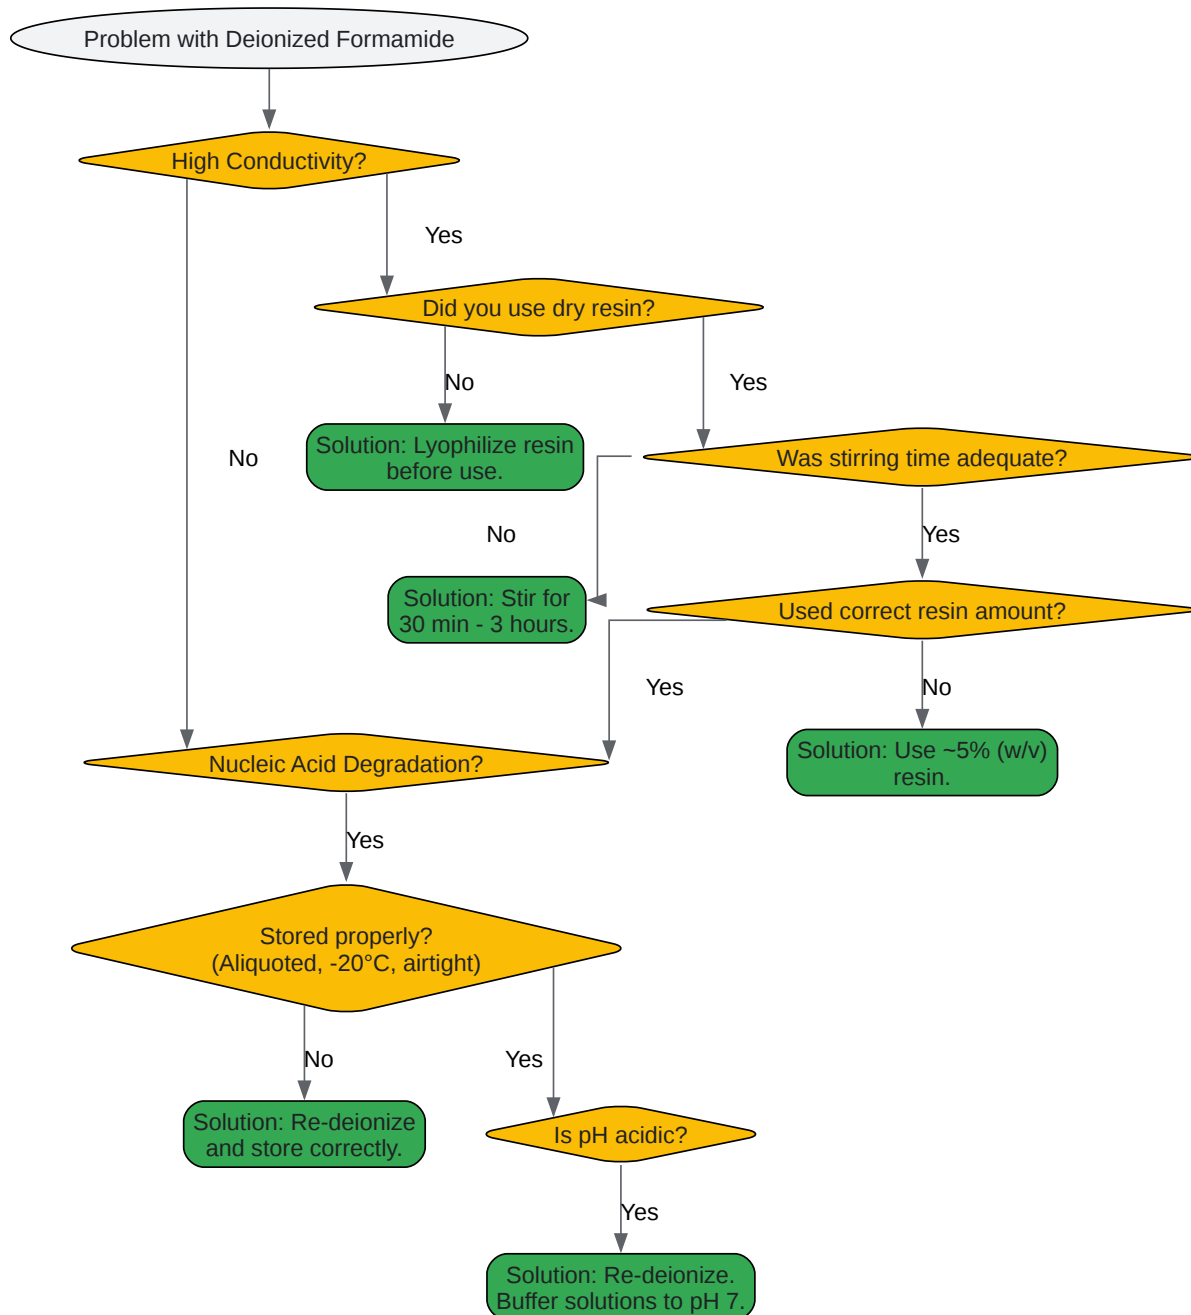 Problem with Deionized Formamide
High Conductivity?
Yes
Did you use dry resin?
No
Yes
Solution: Lyophilize resin
before use.
No
Was stirring time adequate?
No
Yes
Solution: Stir for
30 min - 3 hours.
Used correct resin amount?
Yes
No
Solution: Use ~5% (w/v)
resin.
Nucleic Acid Degradation?
Yes
Stored properly?
(Aliquoted, -20°C, airtight)
No
Yes
Solution: Re-deionize
and store correctly.
Is pH acidic?
Yes
Solution: Re-deionize.
Buffer solutions to pH 7.